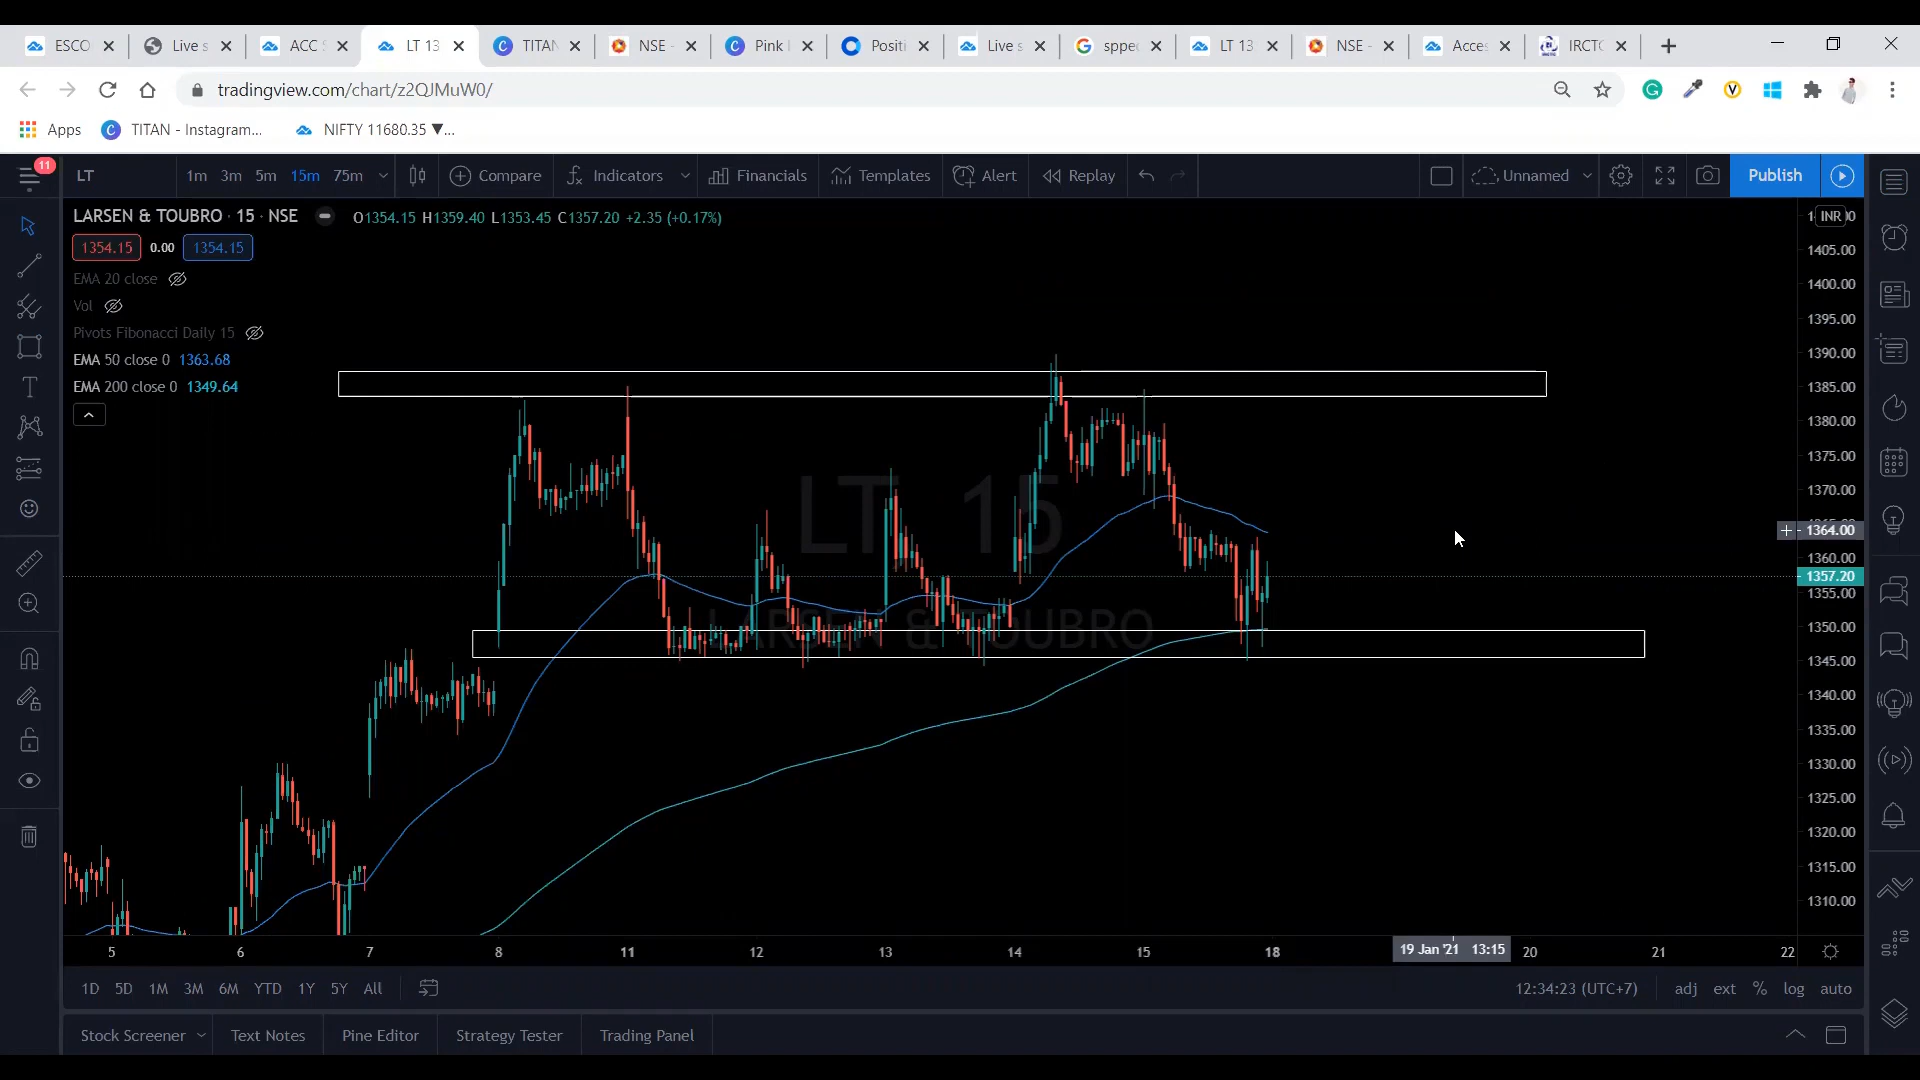 ESCO Live s ACC S LT 13 TITAN NSE - Pink Positi Live s sppe LT 13 NSE - Acces IRCTC
tradingview.com/chart/z2QJMuW0/
Apps TITAN - Instagram... NIFTY 11680.35 ▼...
11
LT 1m 3m 5m 15m 75m Compare Indicators Financials Templates Alert Replay Unnamed Publish
LARSEN & TOUBRO · 15 · NSE O1354.15 H1359.40 L1353.45 C1357.20 +2.35 (+0.17%)
INR
1354.15 0.00 1354.15
EMA 20 close
Vol
Pivots Fibonacci Daily 15
EMA 50 close 0 1363.68
EMA 200 close 0 1349.64
LT 15
LARSEN & TOUBRO
1405.00
1400.00
1395.00
1390.00
1385.00
1380.00
1375.00
1370.00
1364.00
1360.00
1357.20
1355.00
1350.00
1345.00
1340.00
1335.00
1330.00
1325.00
1320.00
1315.00
1310.00
5 6 7 8 11 12 13 14 15 18 19 Jan '21 13:15 20 21 22
1D 5D 1M 3M 6M YTD 1Y 5Y All 12:34:23 (UTC+7) adj ext % log auto
Stock Screener Text Notes Pine Editor Strategy Tester Trading Panel